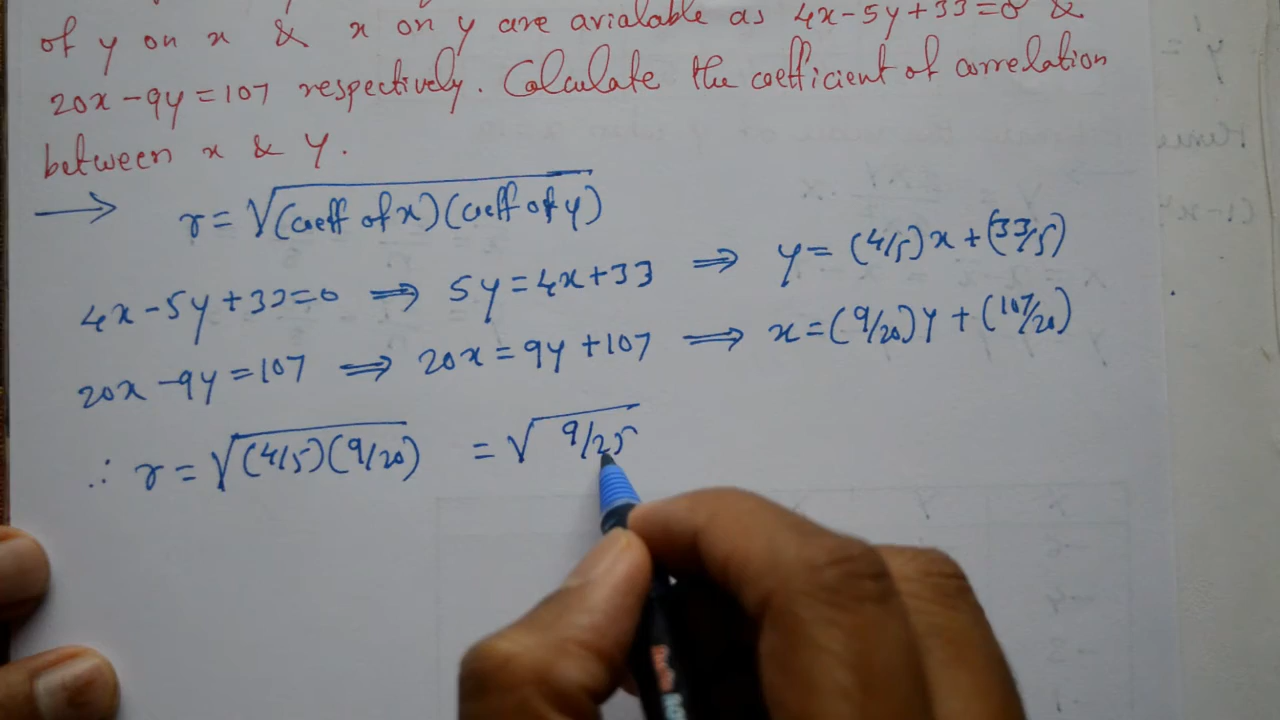 of y on x & x on y are avialable as 4x-5y+33=0 &
20x-9y=107 respectively. Calculate the coefficient of correlation
between x & y.
→ r = √(coeff of x)(coeff of y)
4x-5y+33=0 ⟹ 5y=4x+33 ⟹ y=(4/5)x+(33/5)
20x-9y=107 ⟹ 20x=9y+107 ⟹ x=(9/20)y+(107/20)
∴ r = √(4/5)(9/20) = √9/25